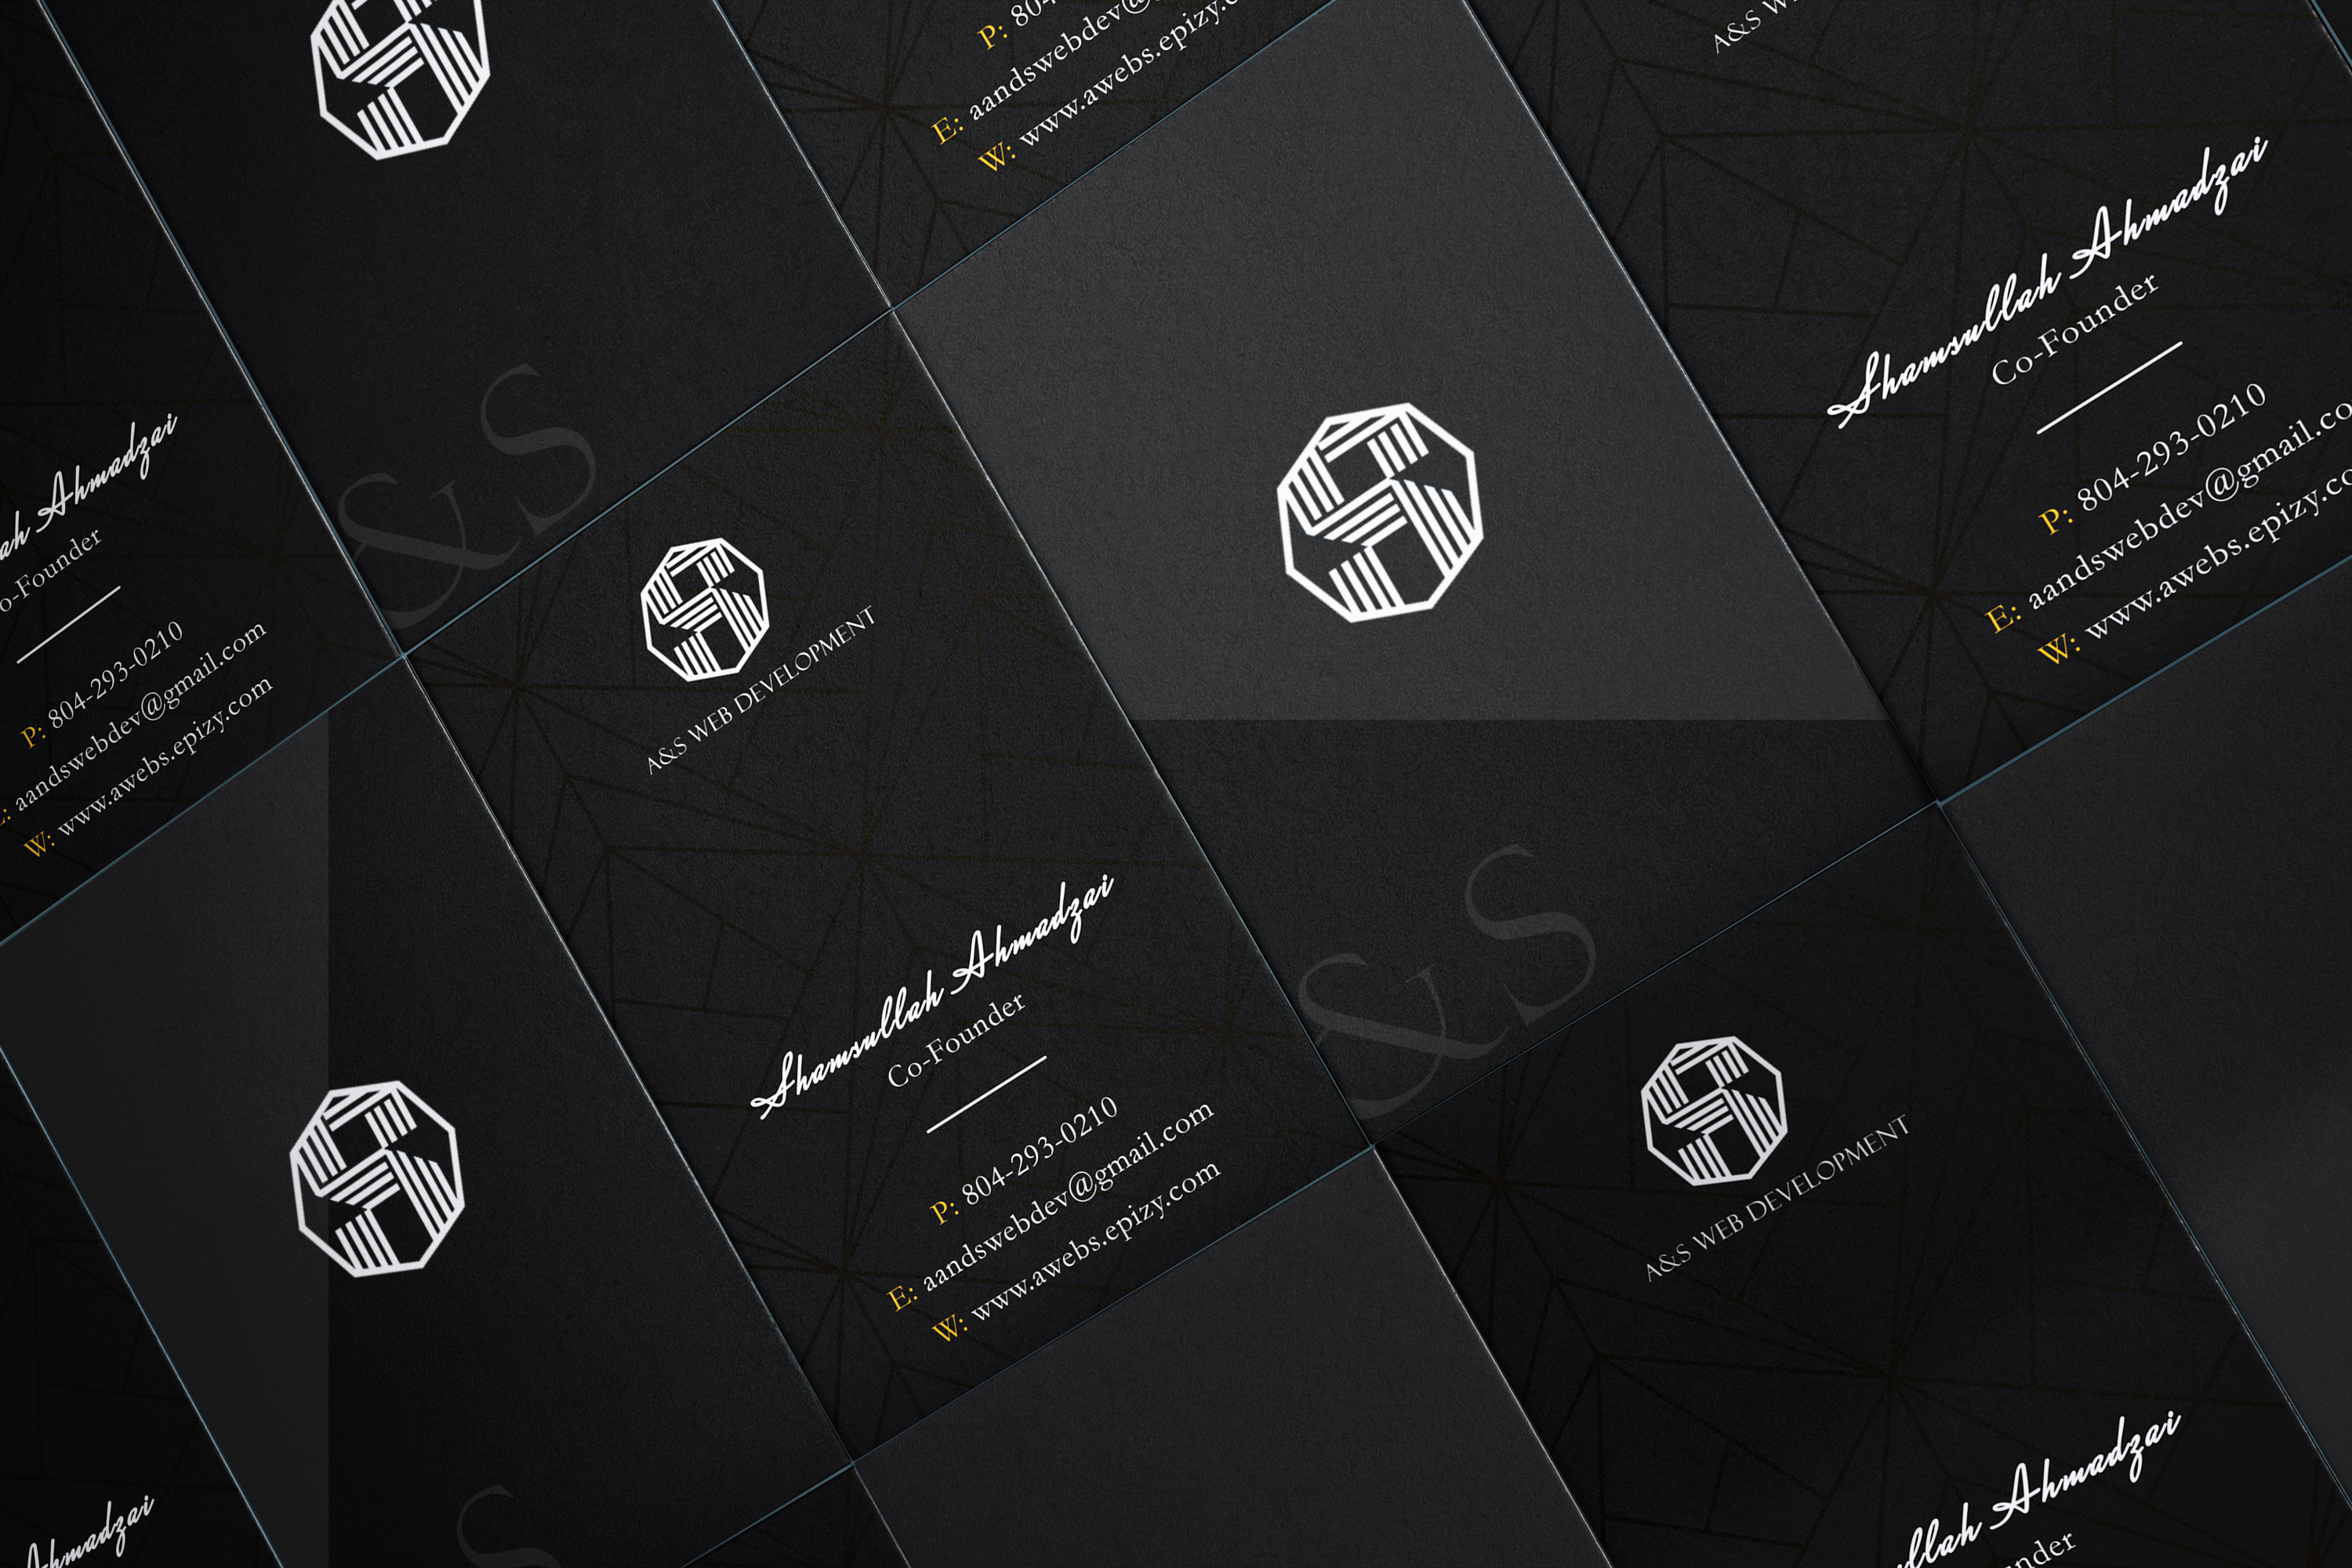 P: 804
E: aandswebdev@
W: www.awebs.epizy.
A&S
Shamsullah Ahmadzai
Co-Founder
P: 804-293-0210
E: aandswebdev@gmail.co
W: www.awebs.epizy.co
Ahmadzai
o-Founder
P: 804-293-0210
aandswebdev@gmail.com
W: www.awebs.epizy.com
&S
A&S WEB DEVELOPMENT
Shamsullah Ahmadzai
Co-Founder
P: 804-293-0210
E: aandswebdev@gmail.com
W: www.awebs.epizy.com
&S
A&S WEB DEVELOPMENT
ullah Ahmadzai
nder
Ahmadzai
S